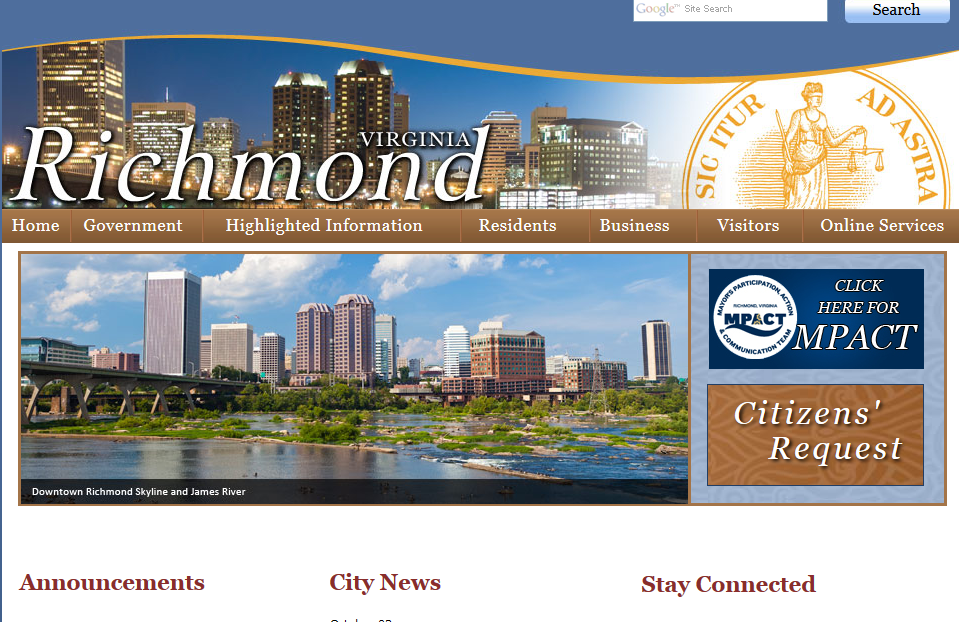 Google™ Site Search
Search
VIRGINIA
Richmond
SIC ITUR AD ASTRA
Home Government Highlighted Information Residents Business Visitors Online Services
MAYOR'S PARTICIPATION, ACTION
RICHMOND, VIRGINIA
MPACT
& COMMUNICATION TEAM
CLICK
HERE FOR
MPACT
Citizens'
Request
Downtown Richmond Skyline and James River
Announcements
City News
Stay Connected